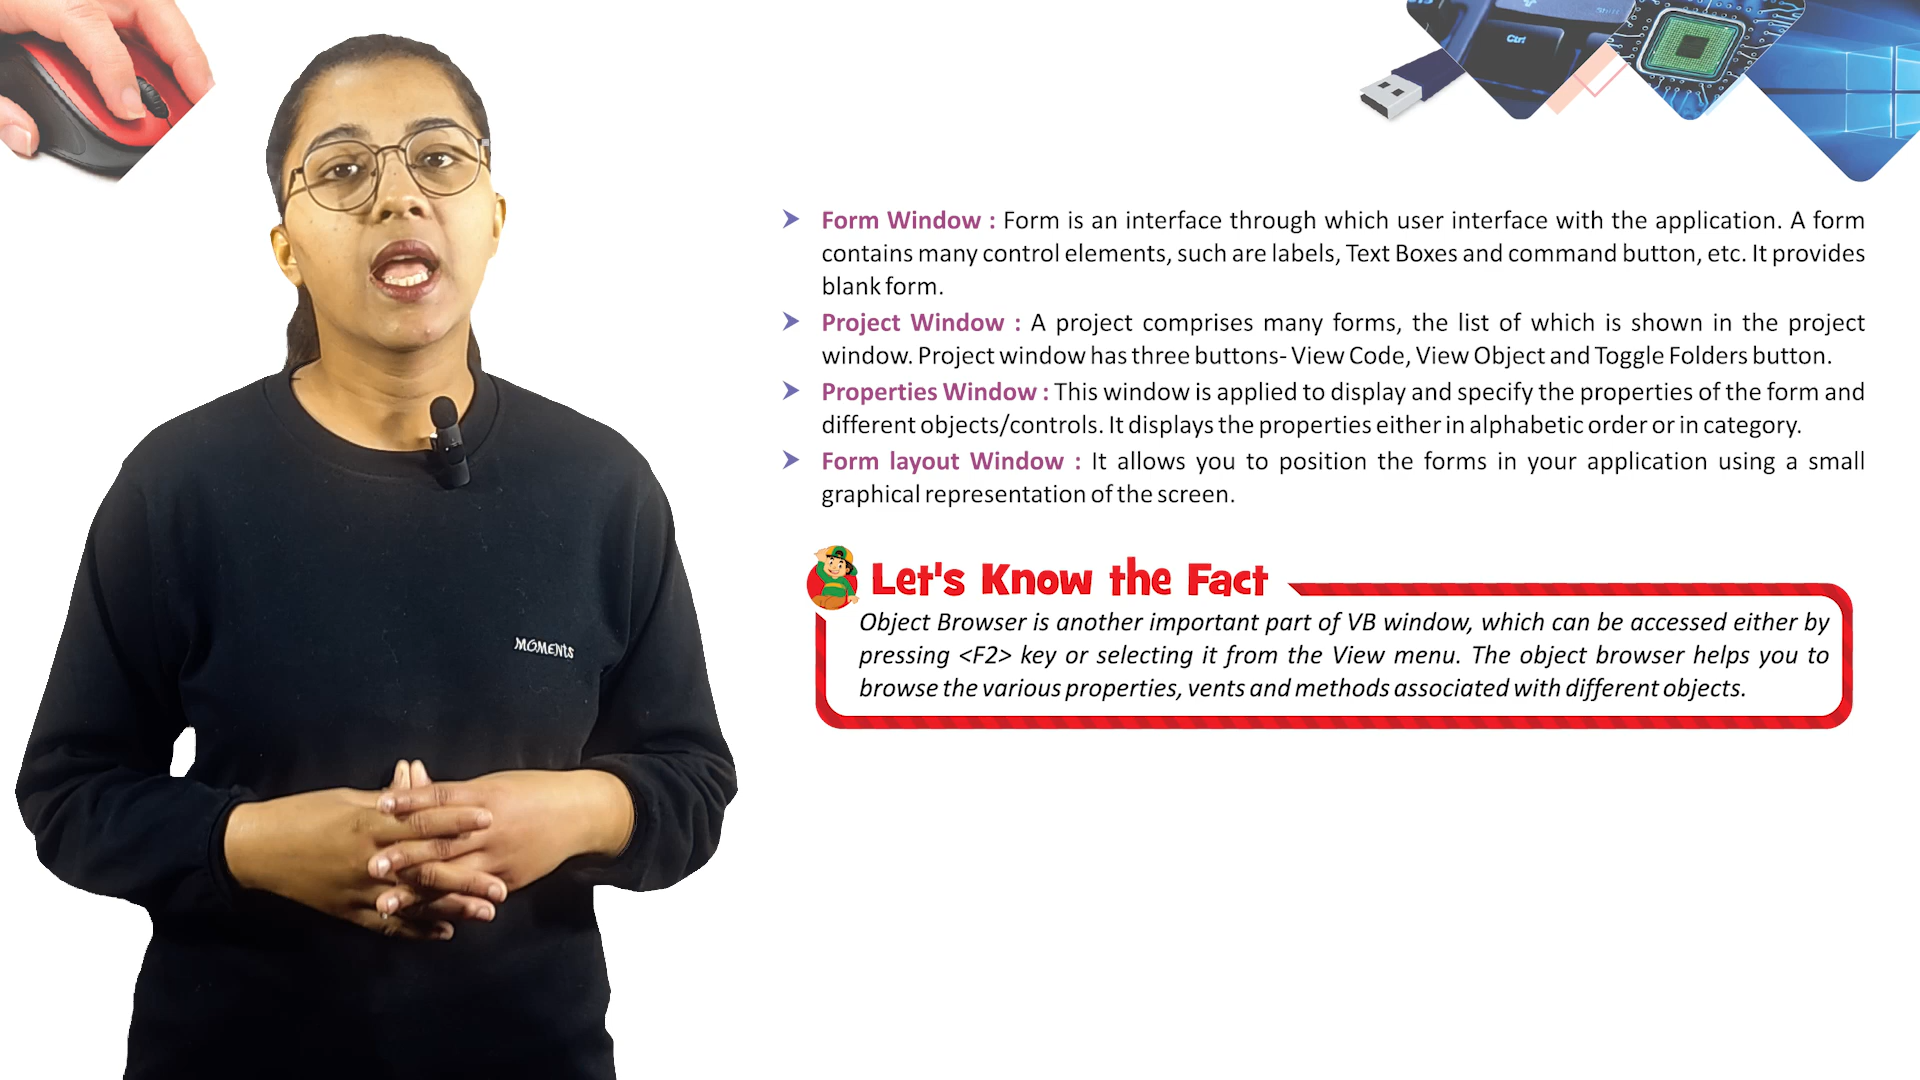 Ctrl
MOMENTS
➤ Form Window : Form is an interface through which user interface with the application. A form
contains many control elements, such are labels, Text Boxes and command button, etc. It provides
blank form.
➤ Project Window : A project comprises many forms, the list of which is shown in the project
window. Project window has three buttons- View Code, View Object and Toggle Folders button.
➤ Properties Window : This window is applied to display and specify the properties of the form and
different objects/controls. It displays the properties either in alphabetic order or in category.
➤ Form layout Window : It allows you to position the forms in your application using a small
graphical representation of the screen.
Let's Know the Fact
Object Browser is another important part of VB window, which can be accessed either by
pressing <F2> key or selecting it from the View menu. The object browser helps you to
browse the various properties, vents and methods associated with different objects.